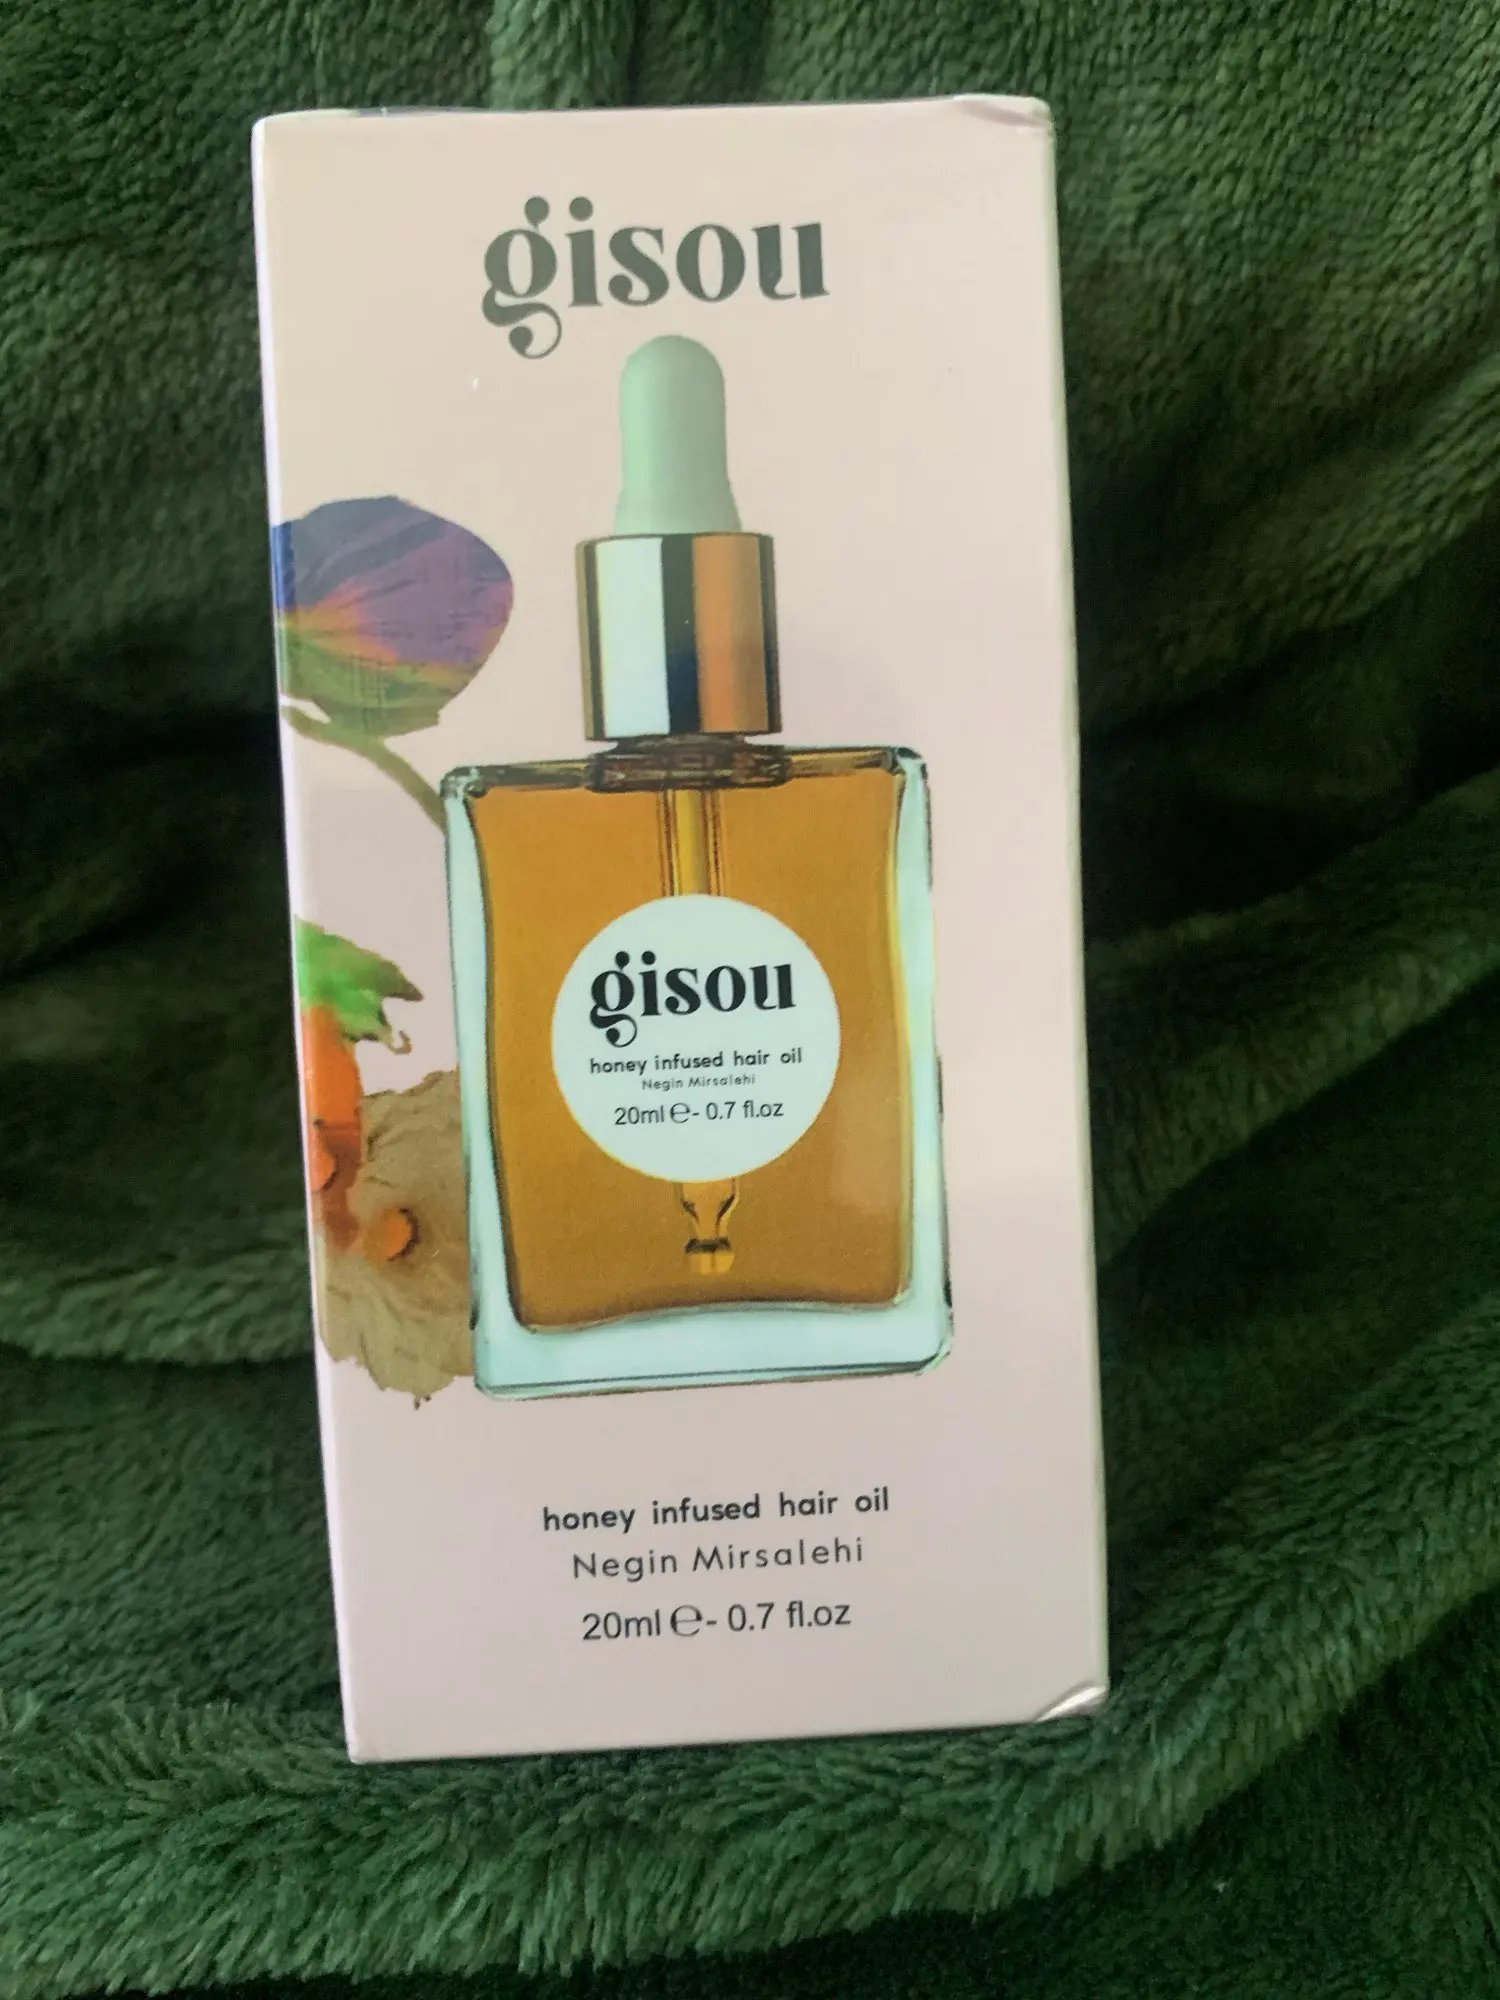 gisou
gisou
honey infused hair oil
Negin Mirsalehi
20ml ℮- 0.7 fl.oz
honey infused hair oil
Negin Mirsalehi
20ml ℮- 0.7 fl.oz